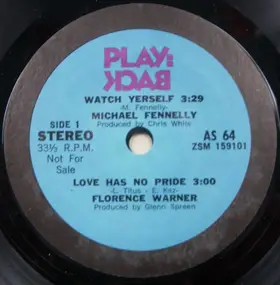 PLAY:
BACK
WATCH YERSELF 3:29
-M. Fennelly-
MICHAEL FENNELLY
Produced by Chris White
SIDE 1
STEREO
33⅓ R.P.M.
Not For
Sale
AS 64
ZSM 159101
LOVE HAS NO PRIDE 3:00
-L. Titus - E. Kaz-
FLORENCE WARNER
Produced by Glenn Spreen